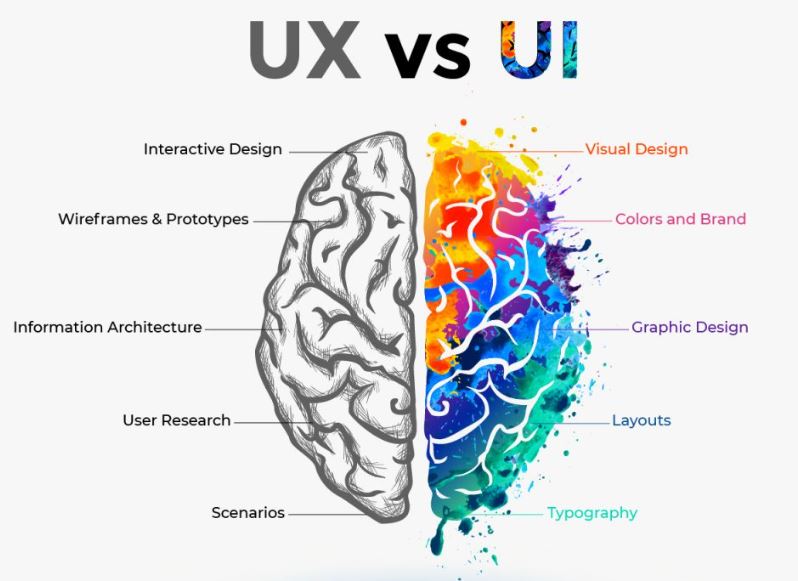 UX vs UI
Interactive Design
Visual Design
Wireframes & Prototypes
Colors and Brand
Information Architecture
Graphic Design
User Research
Layouts
Scenarios
Typography